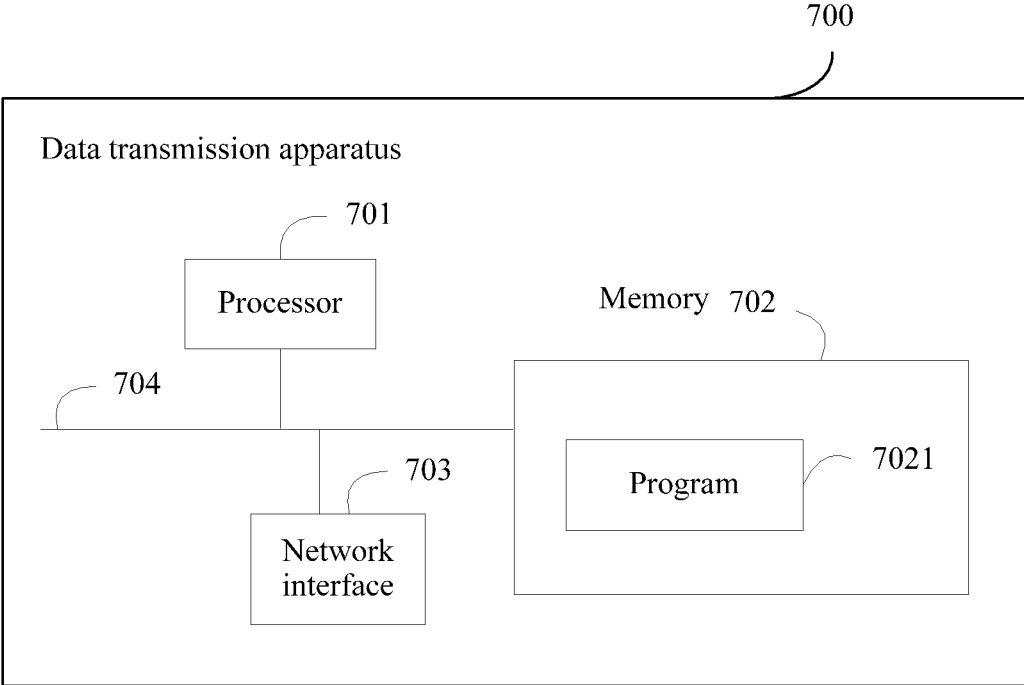 700
Data transmission apparatus
701
Processor
Memory 702
704
703
7021
Program
Network
interface